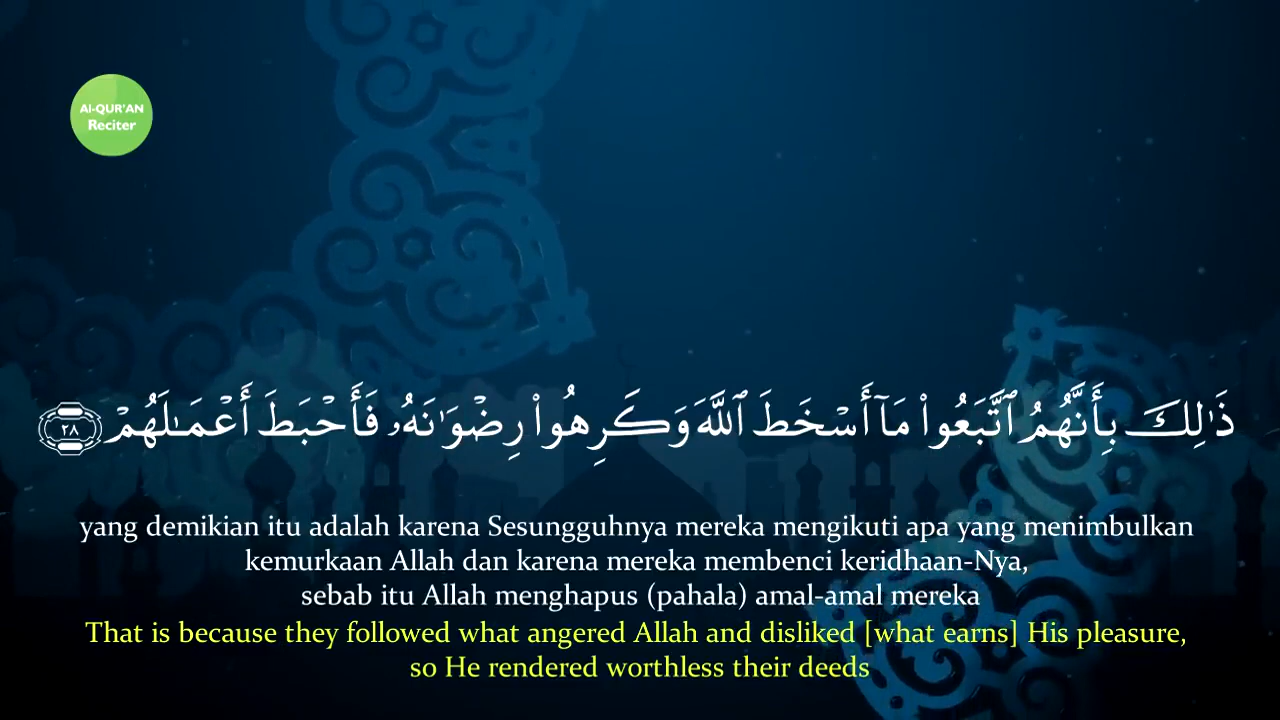 Al-QUR'AN
Reciter
ذَٰلِكَ بِأَنَّهُمُ ٱتَّبَعُوا۟ مَآ أَسْخَطَ ٱللَّهَ وَكَرِهُوا۟ رِضْوَٰنَهُۥ فَأَحْبَطَ أَعْمَـٰلَهُمْ ٢٨
yang demikian itu adalah karena Sesungguhnya mereka mengikuti apa yang menimbulkan
kemurkaan Allah dan karena mereka membenci keridhaan-Nya,
sebab itu Allah menghapus (pahala) amal-amal mereka
That is because they followed what angered Allah and disliked [what earns] His pleasure,
so He rendered worthless their deeds